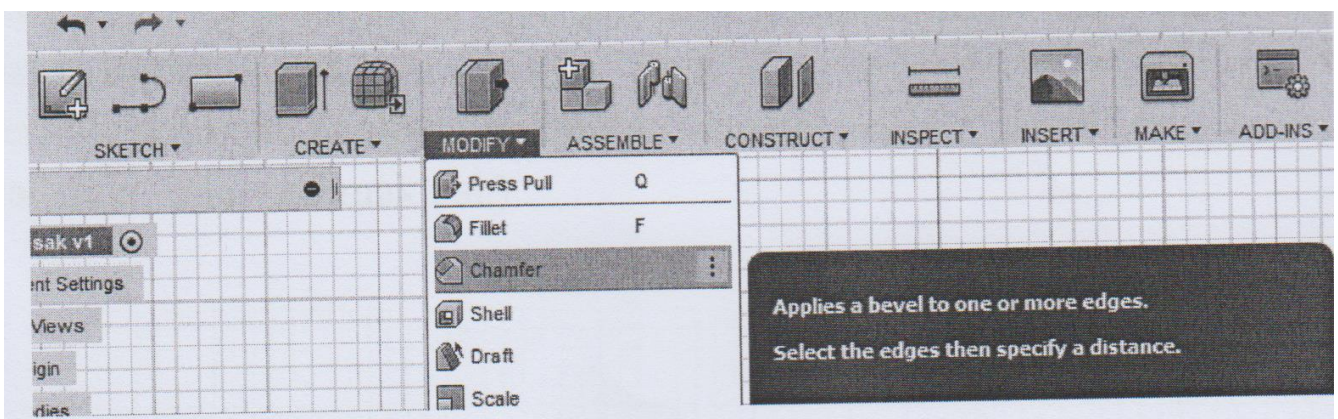 SKETCH CREATE MODIFY ASSEMBLE CONSTRUCT INSPECT INSERT MAKE ADD-INS
Press Pull Q
Fillet F
sak v1
Chamfer
ent Settings
Shell
Views
Draft
igin
Scale
dies
Applies a bevel to one or more edges.
Select the edges then specify a distance.